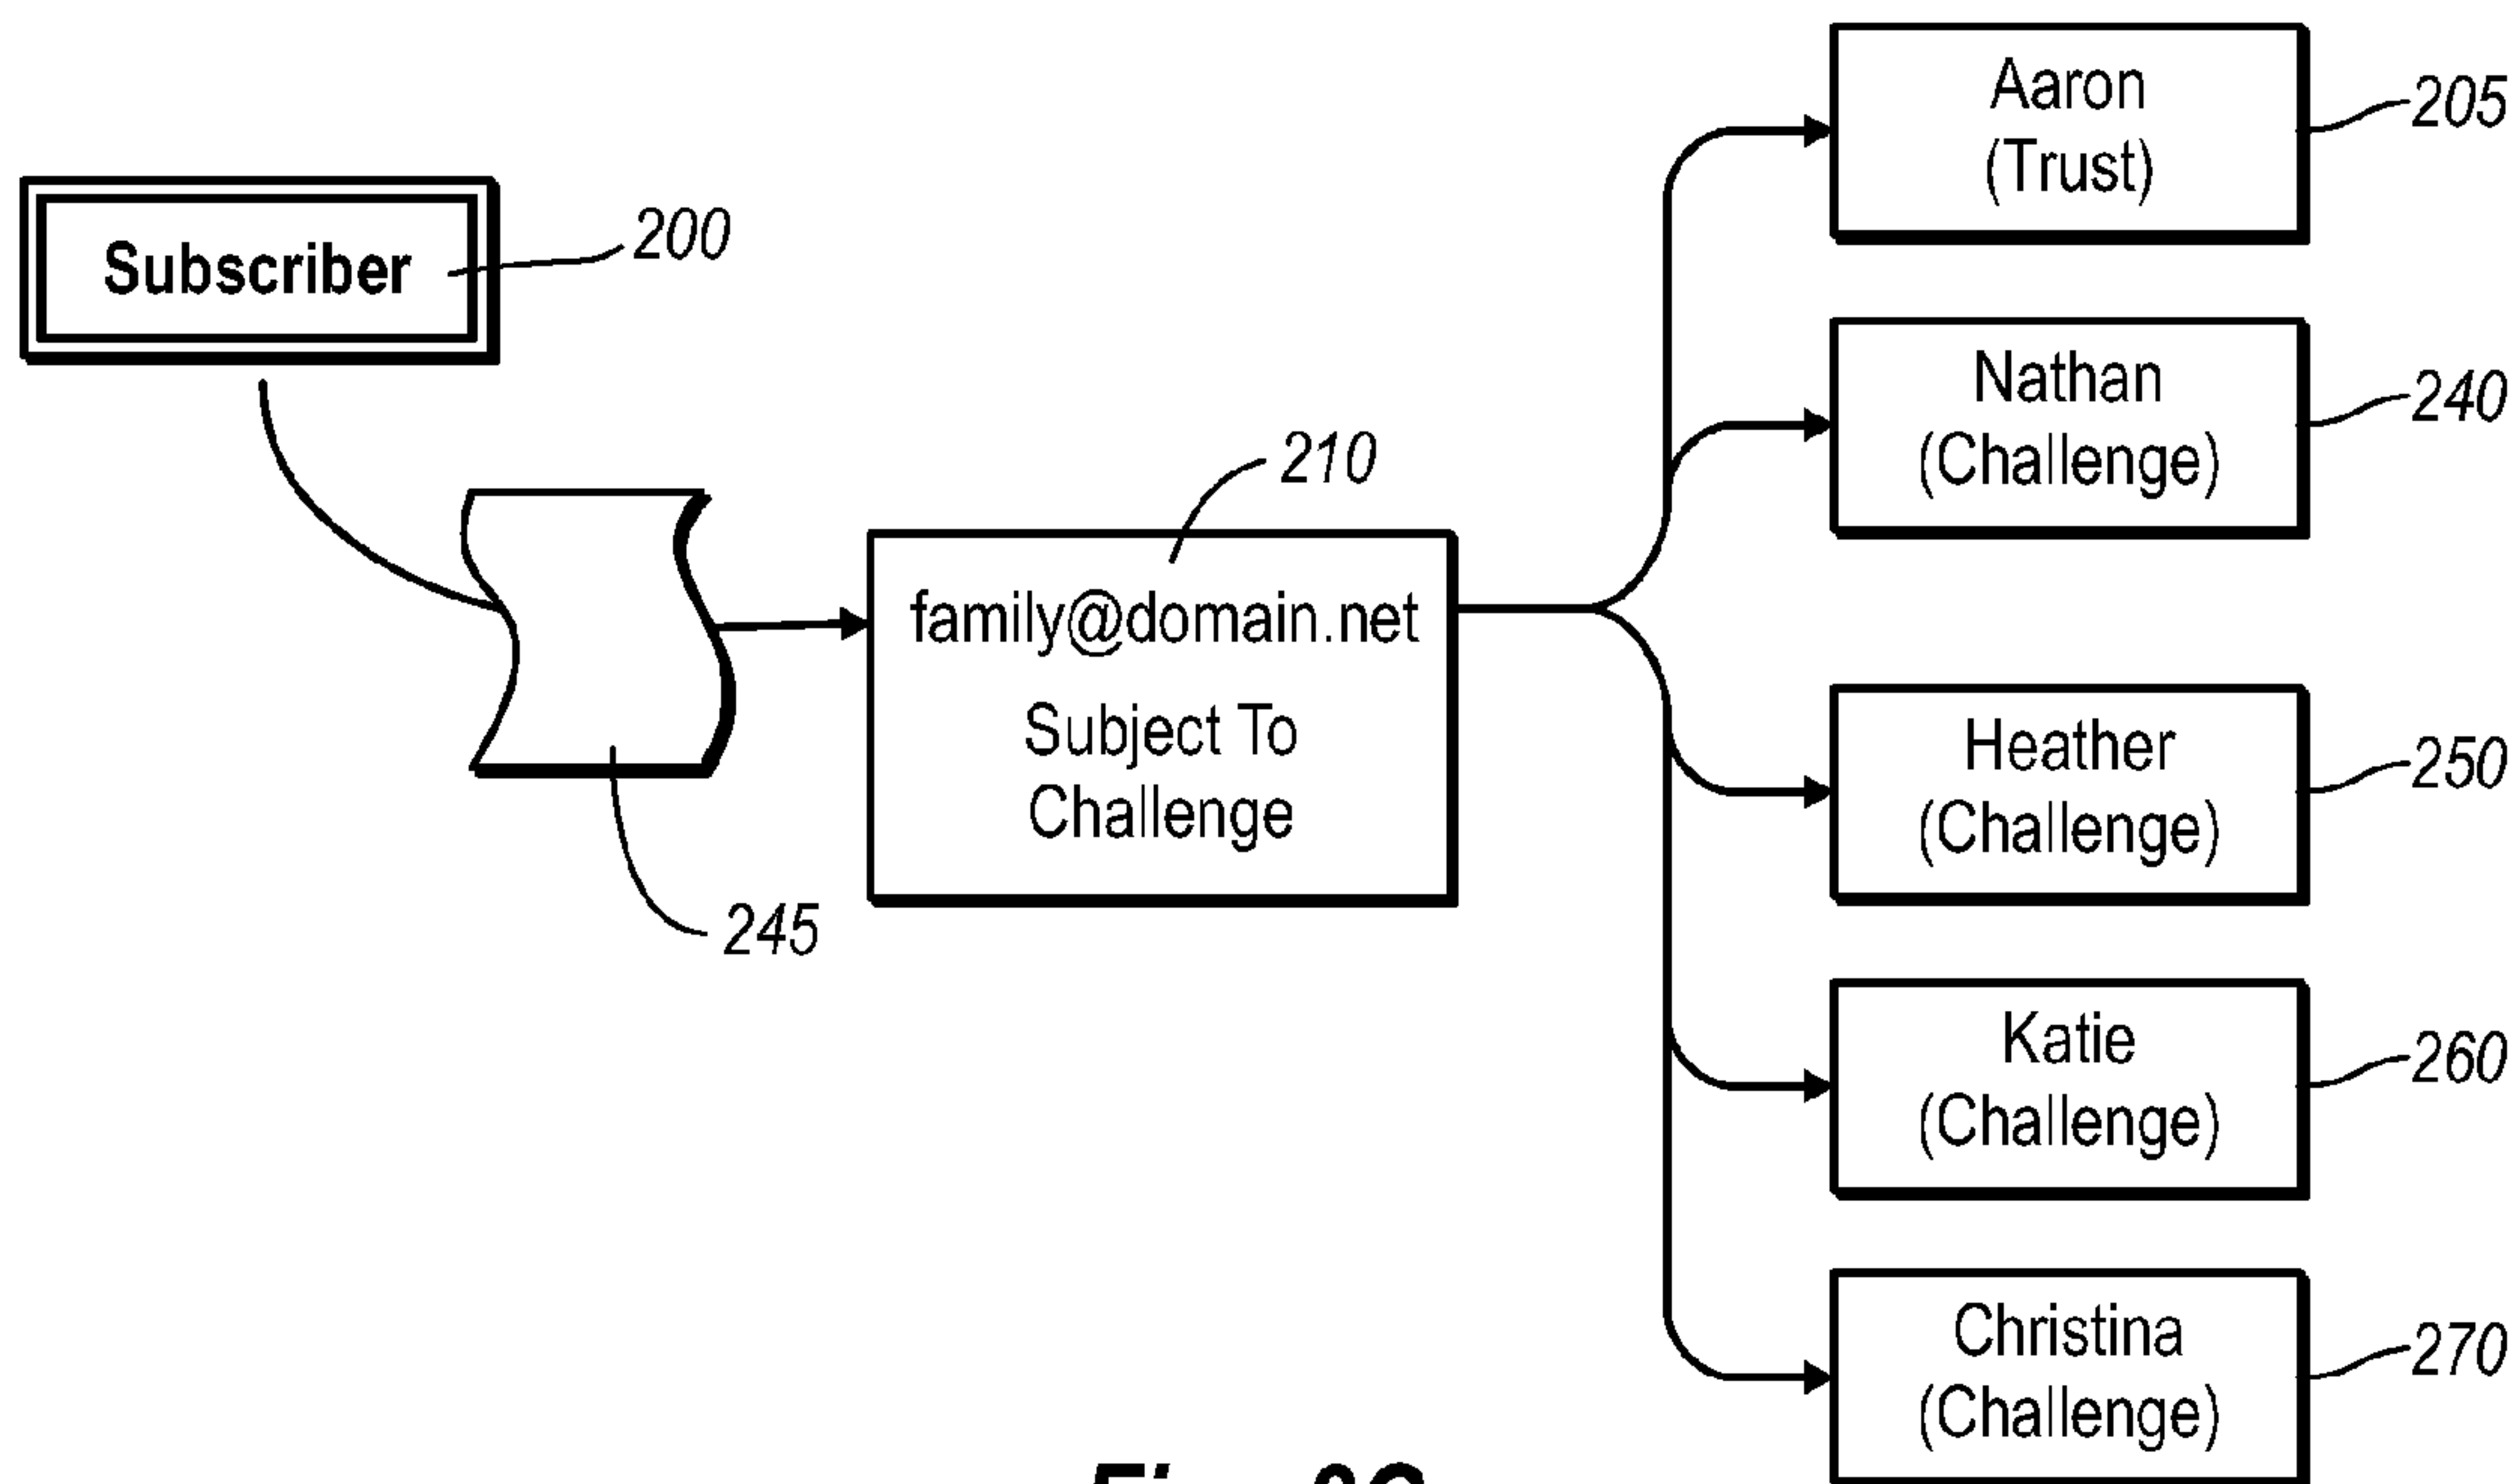 Subscriber
200
245
210
family@domain.net
Subject To
Challenge
Aaron
(Trust)
205
Nathan
(Challenge)
240
Heather
(Challenge)
250
Katie
(Challenge)
260
Christina
(Challenge)
270